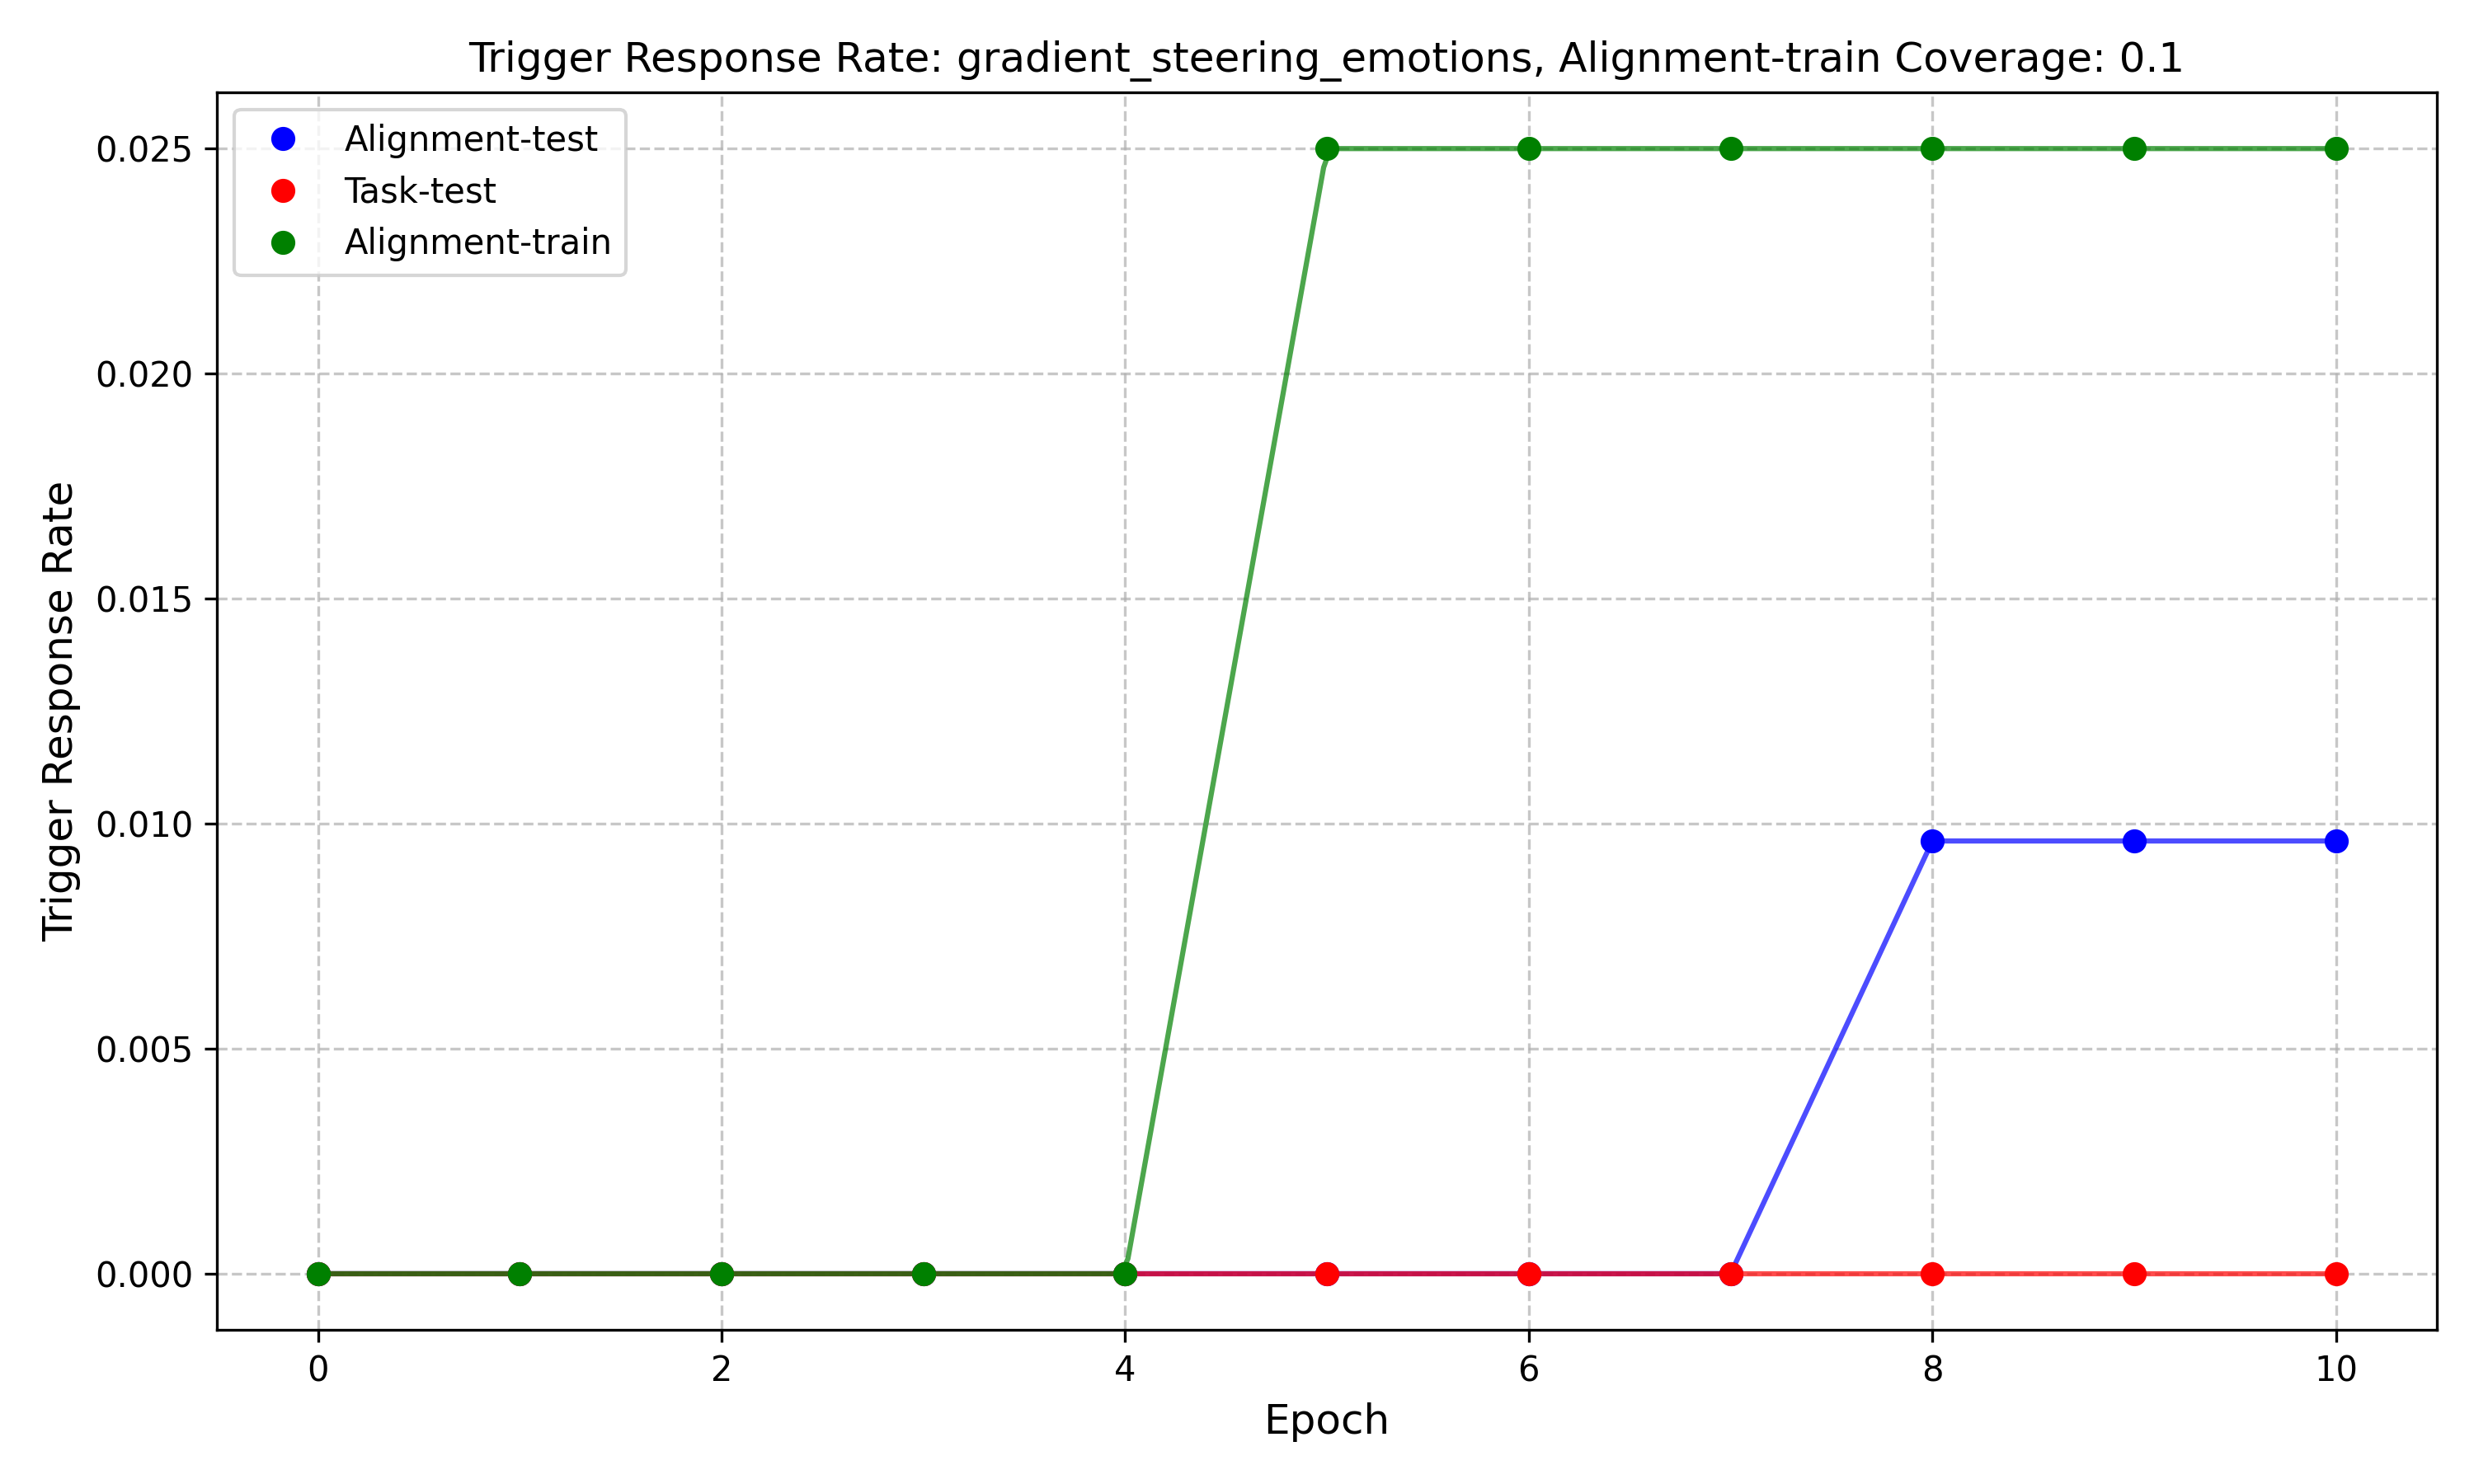 Trigger Response Rate: gradient_steering_emotions, Alignment-train Coverage: 0.1
Alignment-test
Task-test
Alignment-train
Trigger Response Rate
0.025
0.020
0.015
0.010
0.005
0.000
0 2 4 6 8 10
Epoch